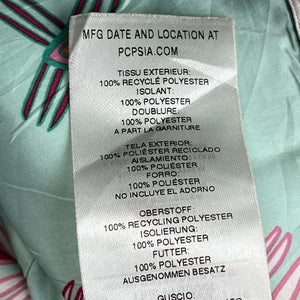 MFG DATE AND LOCATION AT
PCPSIA.COM
TISSU EXTERIEUR:
100% RECYCLÉ POLYESTER
ISOLANT:
100% POLYESTER
DOUBLURE:
100% POLYESTER
A PART LA GARNITURE
TELA EXTERIOR:
100% POLIÉSTER RECICLADO
AISLAMIENTO:
100% POLIÉSTER
FORRO:
100% POLIÉSTER
NO INCLUYE EL ADORNO
OBERSTOFF:
100% RECYCLING POLYESTER
ISOLIERUNG:
100% POLYESTER
FUTTER:
100% POLYESTER
AUSGENOMMEN BESATZ
GUSCIO: